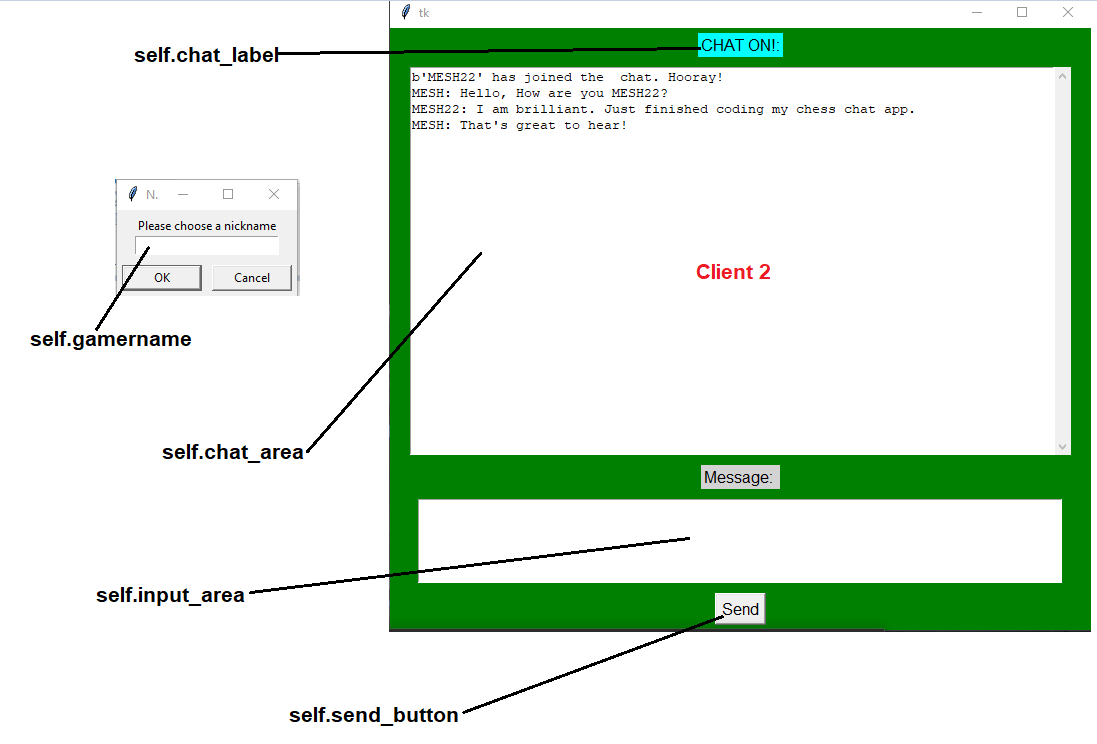 tk
self.chat_label
CHAT ON!:
b'MESH22' has joined the  chat. Hooray!
MESH: Hello, How are you MESH22?
MESH22: I am brilliant. Just finished coding my chess chat app.
MESH: That's great to hear!
N.
Please choose a nickname
OK
Cancel
Client 2
self.gamername
self.chat_area
Message:
self.input_area
Send
self.send_button